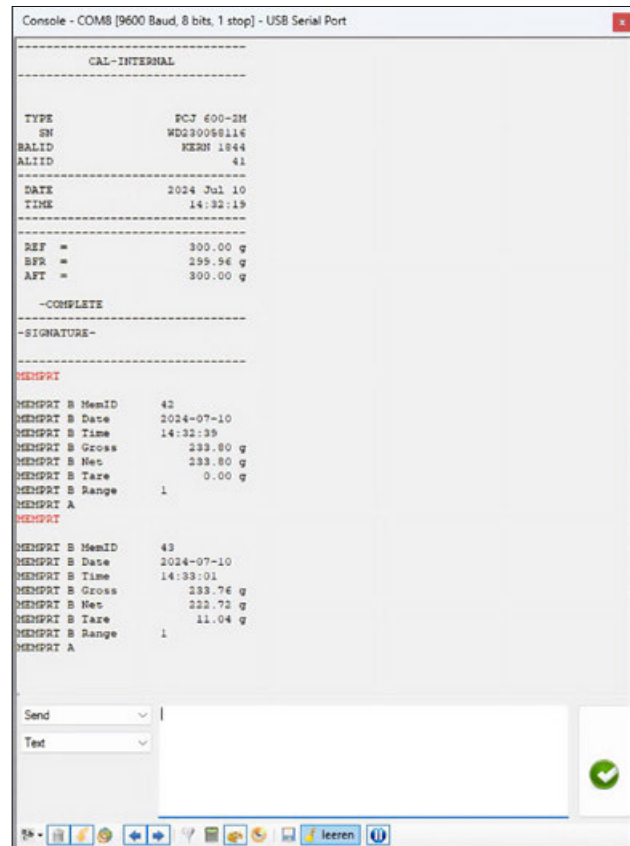 Console - COM8 [9600 Baud, 8 bits, 1 stop] - USB Serial Port
x
--------------------------------
CAL-INTERNAL
--------------------------------
TYPE PCJ 600-2M
SN WD230058116
BALID KERN 1844
ALIID 41
--------------------------------
DATE 2024 Jul 10
TIME 14:32:19
--------------------------------
--------------------------------
REF = 300.00 g
BFR = 299.96 g
AFT = 300.00 g
-COMPLETE
--------------------------------
-SIGNATURE-
--------------------------------
MEMPRT
MEMPRT B MemID 42
MEMPRT B Date 2024-07-10
MEMPRT B Time 14:32:39
MEMPRT B Gross 233.80 g
MEMPRT B Net 233.80 g
MEMPRT B Tare 0.00 g
MEMPRT B Range 1
MEMPRT A
MEMPRT
MEMPRT B MemID 43
MEMPRT B Date 2024-07-10
MEMPRT B Time 14:33:01
MEMPRT B Gross 233.76 g
MEMPRT B Net 222.72 g
MEMPRT B Tare 11.04 g
MEMPRT B Range 1
MEMPRT A
Send
Text
leeren